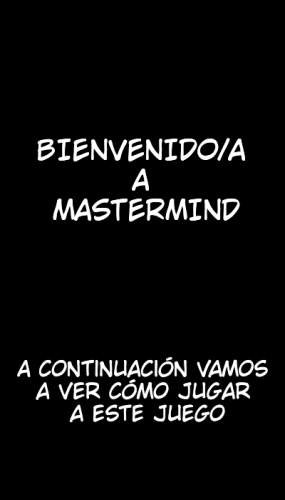 BIENVENIDO/A
A
MASTERMIND
A CONTINUACIÓN VAMOS
A VER CÓMO JUGAR
A ESTE JUEGO